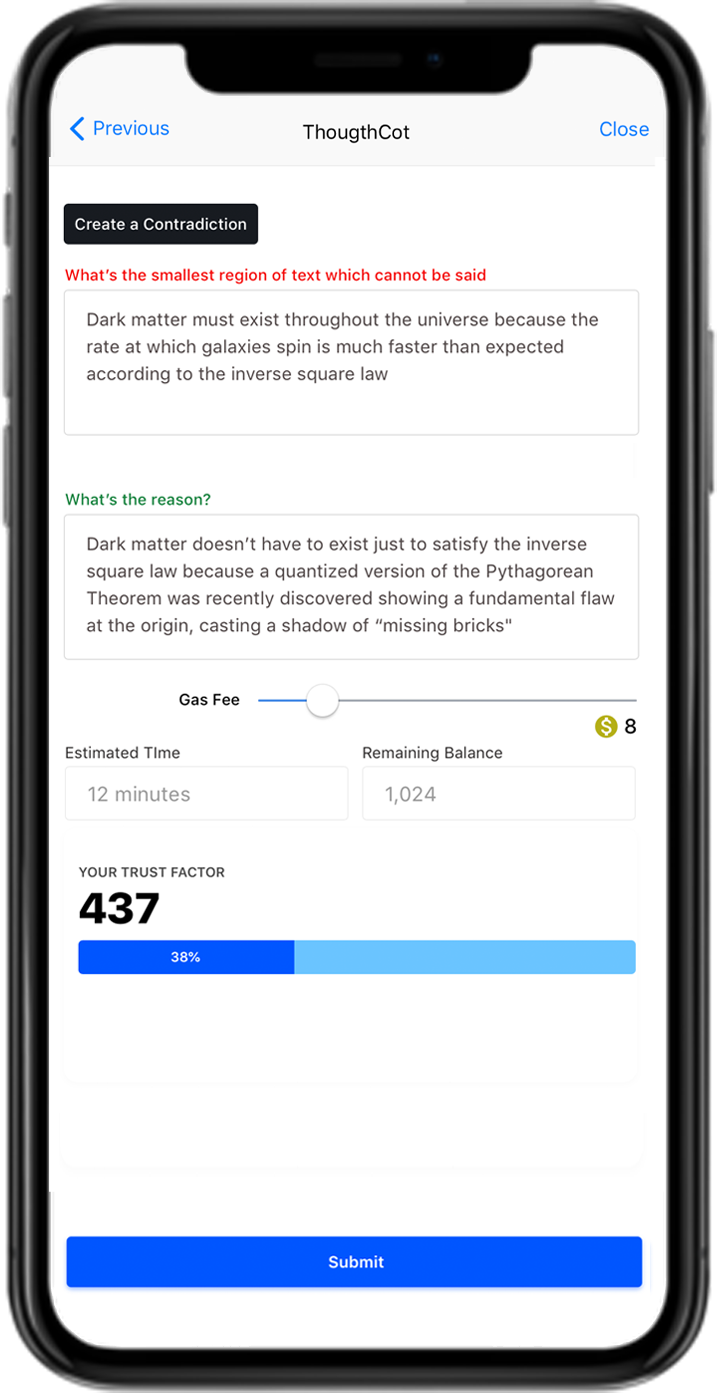 Previous
ThougthCot
Close
Create a Contradiction
What’s the smallest region of text which cannot be said
Dark matter must exist throughout the universe because the
rate at which galaxies spin is much faster than expected
according to the inverse square law
What’s the reason?
Dark matter doesn’t have to exist just to satisfy the inverse
square law because a quantized version of the Pythagorean
Theorem was recently discovered showing a fundamental flaw
at the origin, casting a shadow of “missing bricks"
Gas Fee
$ 8
Estimated TIme
Remaining Balance
12 minutes
1,024
YOUR TRUST FACTOR
437
38%
Submit